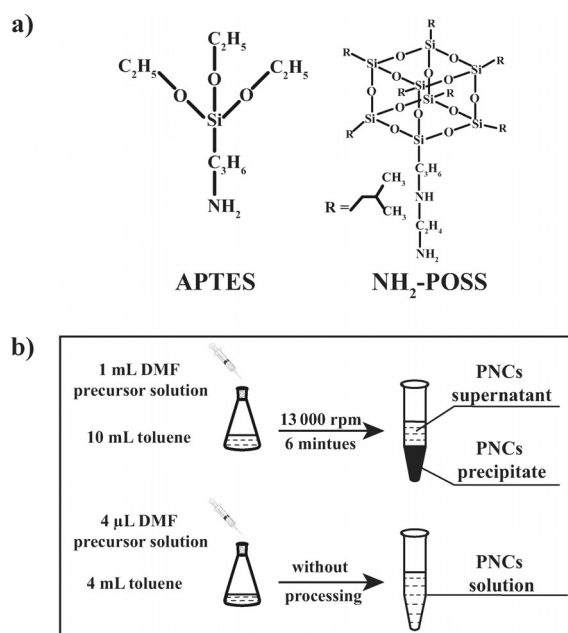 a)
C₂H₅
C₂H₅ O C₂H₅
O O
Si
C₃H₆
NH₂
APTES
R
R Si R
O O
Si O O Si
O R R O
O Si O Si O
R Si O O Si R
O Si O
C₃H₆
CH₃ NH
R = CH₃
C₂H₄
NH₂
NH₂-POSS
b)
1 mL DMF
precursor solution
10 mL toluene
13 000 rpm
6 mintues
PNCs
supernatant
PNCs
precipitate
4 μL DMF
precursor solution
4 mL toluene
without
processing
PNCs
solution